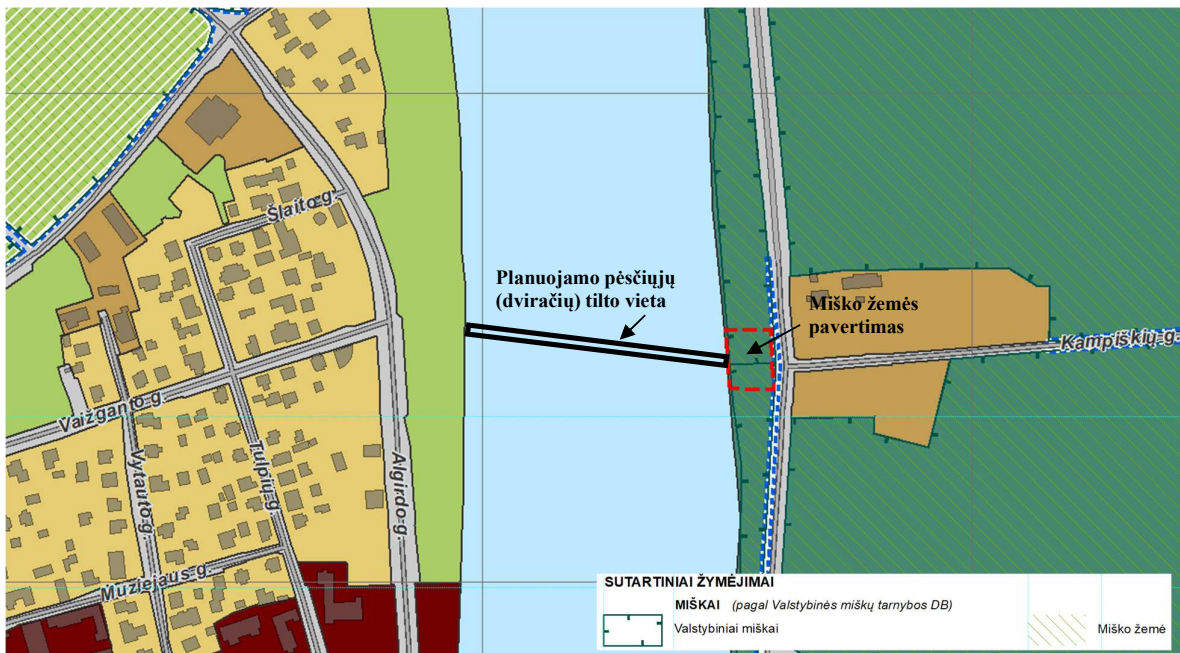 Šlaito g.
Planuojamo pėsčiųjų
(dviračių) tilto vieta
Miško žemės
pavertimas
Kampiškių g.
Vaižganto g.
Vytauto g.
Tulpių g.
Algirdo g.
Muziejaus g.
SUTARTINIAI ŽYMĖJIMAI
MIŠKAI (pagal Valstybinės miškų tarnybos DB)
Valstybiniai miškai
Miško žemė